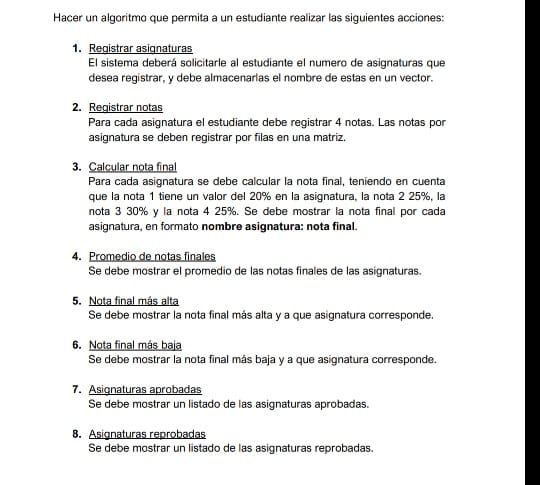 Hacer un algoritmo que permita a un estudiante realizar las siguientes acciones:
1. Registrar asignaturas
El sistema deberá solicitarle al estudiante el numero de asignaturas que
desea registrar, y debe almacenarlas el nombre de estas en un vector.
2. Registrar notas
Para cada asignatura el estudiante debe registrar 4 notas. Las notas por
asignatura se deben registrar por filas en una matriz.
3. Calcular nota final
Para cada asignatura se debe calcular la nota final, teniendo en cuenta
que la nota 1 tiene un valor del 20% en la asignatura, la nota 2 25%, la
nota 3 30% y la nota 4 25%. Se debe mostrar la nota final por cada
asignatura, en formato nombre asignatura: nota final.
4. Promedio de notas finales
Se debe mostrar el promedio de las notas finales de las asignaturas.
5. Nota final más alta
Se debe mostrar la nota final más alta y a que asignatura corresponde.
6. Nota final más baja
Se debe mostrar la nota final más baja y a que asignatura corresponde.
7. Asignaturas aprobadas
Se debe mostrar un listado de las asignaturas aprobadas.
8. Asignaturas reprobadas
Se debe mostrar un listado de las asignaturas reprobadas.